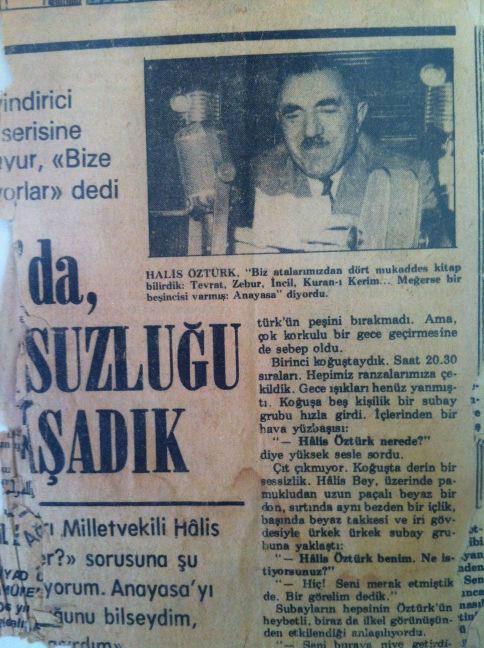 indirici
serisine
yur, «Bize
yorlar» dedi
HALİS ÖZTÜRK, "Biz atalarımızdan dört mukaddes kitap
bilirdik: Tevrat, Zebur, İncil, Kuran-ı Kerim... Meğerse bir
beşincisi varmış: Anayasa" diyordu.
'da,
SUZLUĞU
ŞADIK
ı Milletvekili Hâlis
er?» sorusuna şu
yorum. Anayasa'yı
ğunu bilseydim,
türk'ün peşini bırakmadı. Ama,
çok korkulu bir gece geçirmesine
de sebep oldu.
Birinci koğuştaydık. Saat 20.30
sıraları. Hepimiz ranzalarımıza çe-
kildik. Gece ışıkları henüz yanmış-
tı. Koğuşa beş kişilik bir subay
grubu hızla girdi. İçlerinden bir
hava yüzbaşısı:
"— Hâlis Öztürk nerede?"
diye yüksek sesle sordu.
Çıt çıkmıyor. Koğuşta derin bir
sessizlik. Hâlis Bey, üzerinde pa-
mukludan uzun paçalı beyaz bir
don, sırtında aynı bezden bir içlik,
başında beyaz takkesi ve iri göv-
desiyle ürkek ürkek subay gru-
buna yaklaştı:
"— Hâlis Öztürk benim. Ne is-
tiyorsunuz?"
"— Hiç! Seni merak etmiştik
de. Bir görelim dedik."
Subayların hepsinin Öztürk'ün
heybetli, biraz da ilkel görünüşün-
den etkilendiği anlaşılıyordu.
"— Seni buraya niye getirdi-